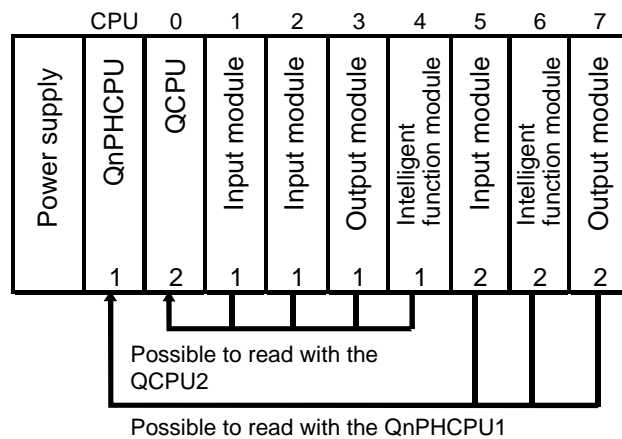 CPU 0 1 2 3 4 5 6 7
Power supply
QnPHCPU
QCPU
Input module
Input module
Output module
Intelligent
function module
Input module
Intelligent
function module
Output module
1 2 1 1 1 1 2 2 2
Possible to read with the
QCPU2
Possible to read with the QnPHCPU1